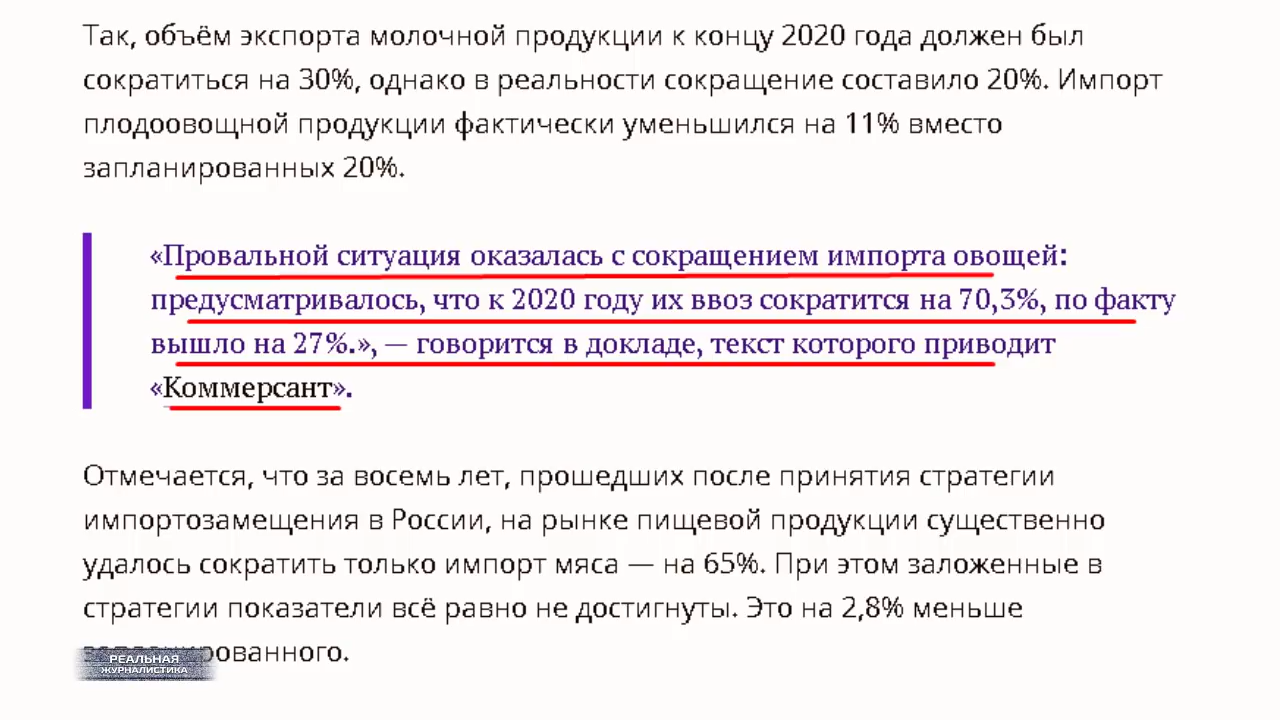 Так, объём экспорта молочной продукции к концу 2020 года должен был
сократиться на 30%, однако в реальности сокращение составило 20%. Импорт
плодоовощной продукции фактически уменьшился на 11% вместо
запланированных 20%.
«Провальной ситуация оказалась с сокращением импорта овощей:
предусматривалось, что к 2020 году их ввоз сократится на 70,3%, по факту
вышло на 27%.», — говорится в докладе, текст которого приводит
«Коммерсант».
Отмечается, что за восемь лет, прошедших после принятия стратегии
импортозамещения в России, на рынке пищевой продукции существенно
удалось сократить только импорт мяса — на 65%. При этом заложенные в
стратегии показатели всё равно не достигнуты. Это на 2,8% меньше
РЕАЛЬНАЯ
ЖУРНАЛИСТИКА